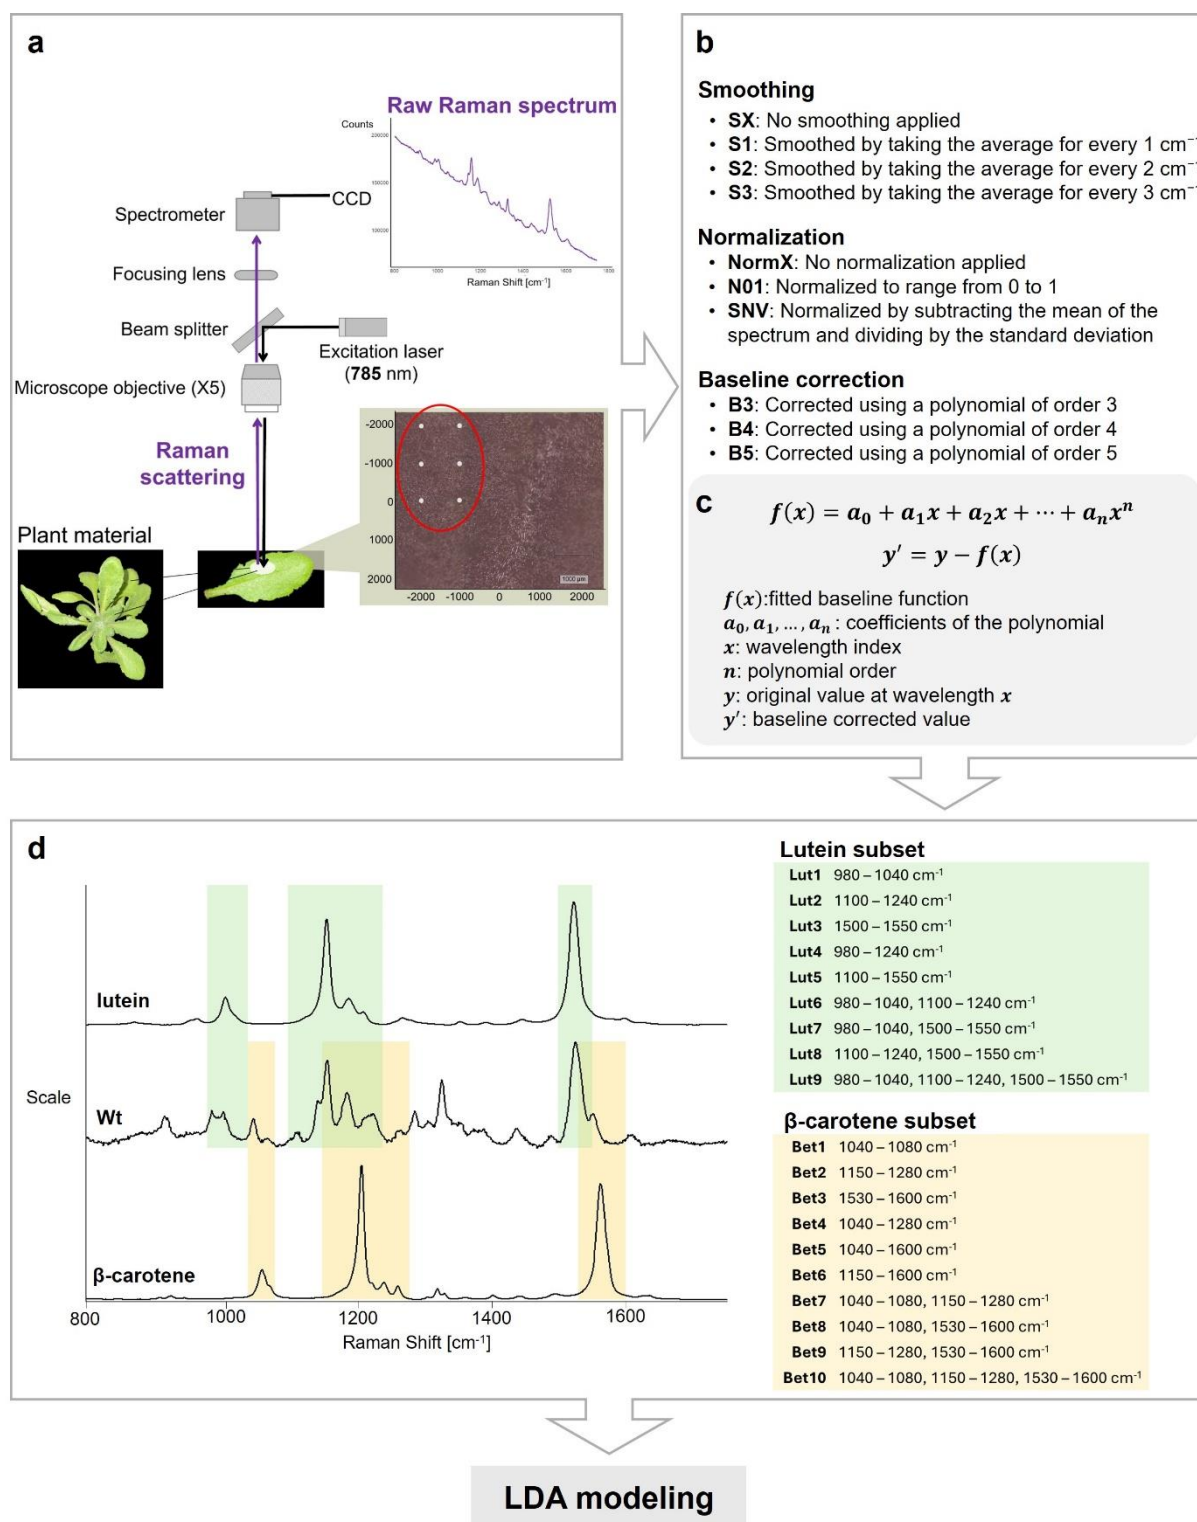 a
Raw Raman spectrum
Counts
200000
150000
100000
800
1000
1200
1400
1600
1800
Raman Shift [cm⁻¹]
CCD
Spectrometer
Focusing lens
Beam splitter
Excitation laser
(785 nm)
Microscope objective (X5)
Raman
scattering
Plant material
-2000
-1000
0
1000
2000
-2000 -1000 0 1000 2000
1000 µm
b
Smoothing
• SX: No smoothing applied
• S1: Smoothed by taking the average for every 1 cm⁻¹
• S2: Smoothed by taking the average for every 2 cm⁻¹
• S3: Smoothed by taking the average for every 3 cm⁻¹
Normalization
• NormX: No normalization applied
• N01: Normalized to range from 0 to 1
• SNV: Normalized by subtracting the mean of the
spectrum and dividing by the standard deviation
Baseline correction
• B3: Corrected using a polynomial of order 3
• B4: Corrected using a polynomial of order 4
• B5: Corrected using a polynomial of order 5
c
f(x) = a₀ + a₁x + a₂x + ⋯ + aₙxⁿ
y′ = y − f(x)
f(x):fitted baseline function
a₀, a₁, …, aₙ : coefficients of the polynomial
x: wavelength index
n: polynomial order
y: original value at wavelength x
y′: baseline corrected value
d
lutein
Scale
Wt
β-carotene
800 1000 1200 1400 1600
Raman Shift [cm⁻¹]
Lutein subset
Lut1 980 – 1040 cm⁻¹
Lut2 1100 – 1240 cm⁻¹
Lut3 1500 – 1550 cm⁻¹
Lut4 980 – 1240 cm⁻¹
Lut5 1100 – 1550 cm⁻¹
Lut6 980 – 1040, 1100 – 1240 cm⁻¹
Lut7 980 – 1040, 1500 – 1550 cm⁻¹
Lut8 1100 – 1240, 1500 – 1550 cm⁻¹
Lut9 980 – 1040, 1100 – 1240, 1500 – 1550 cm⁻¹
β-carotene subset
Bet1 1040 – 1080 cm⁻¹
Bet2 1150 – 1280 cm⁻¹
Bet3 1530 – 1600 cm⁻¹
Bet4 1040 – 1280 cm⁻¹
Bet5 1040 – 1600 cm⁻¹
Bet6 1150 – 1600 cm⁻¹
Bet7 1040 – 1080, 1150 – 1280 cm⁻¹
Bet8 1040 – 1080, 1530 – 1600 cm⁻¹
Bet9 1150 – 1280, 1530 – 1600 cm⁻¹
Bet10 1040 – 1080, 1150 – 1280, 1530 – 1600 cm⁻¹
LDA modeling